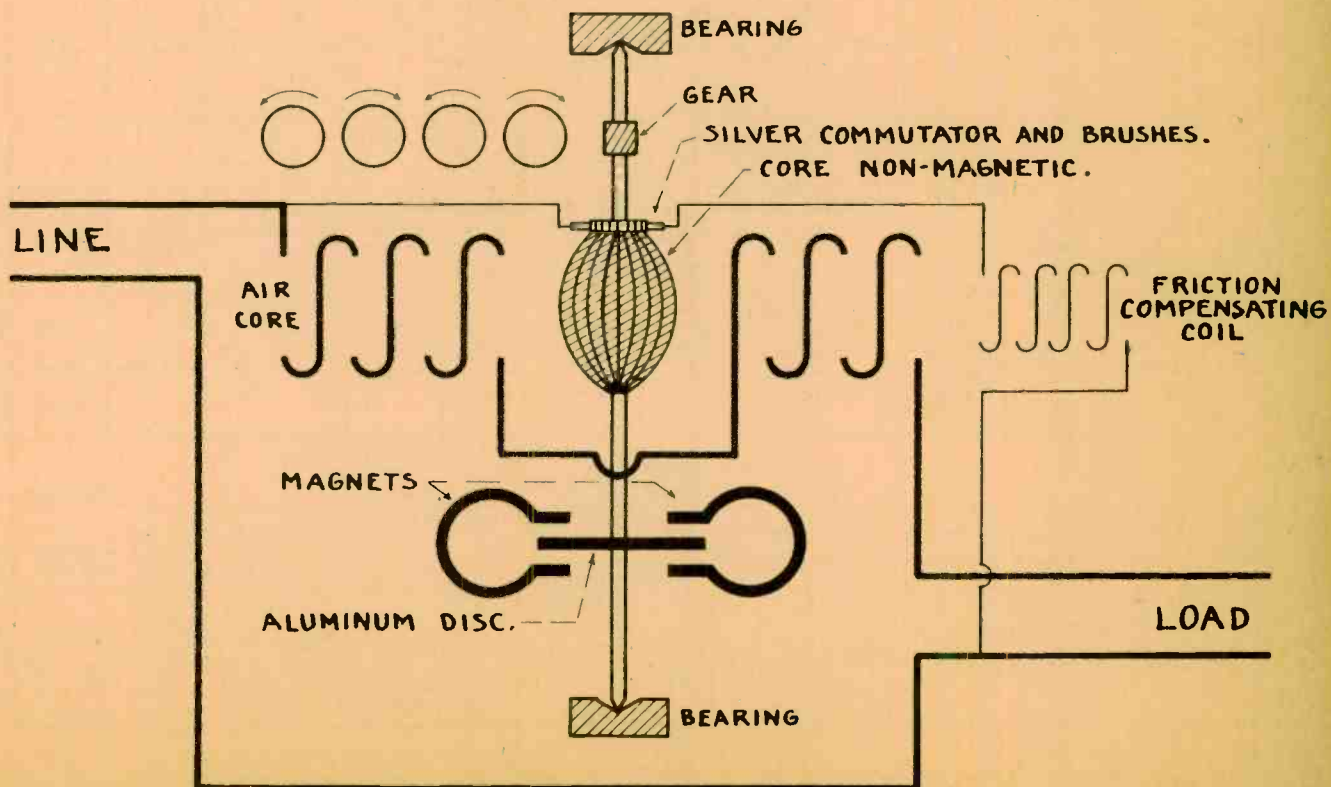 BEARING
GEAR
SILVER COMMUTATOR AND BRUSHES.
CORE NON-MAGNETIC.
LINE
AIR
CORE
FRICTION
COMPENSATING
COIL
MAGNETS
ALUMINUM DISC.
LOAD
BEARING